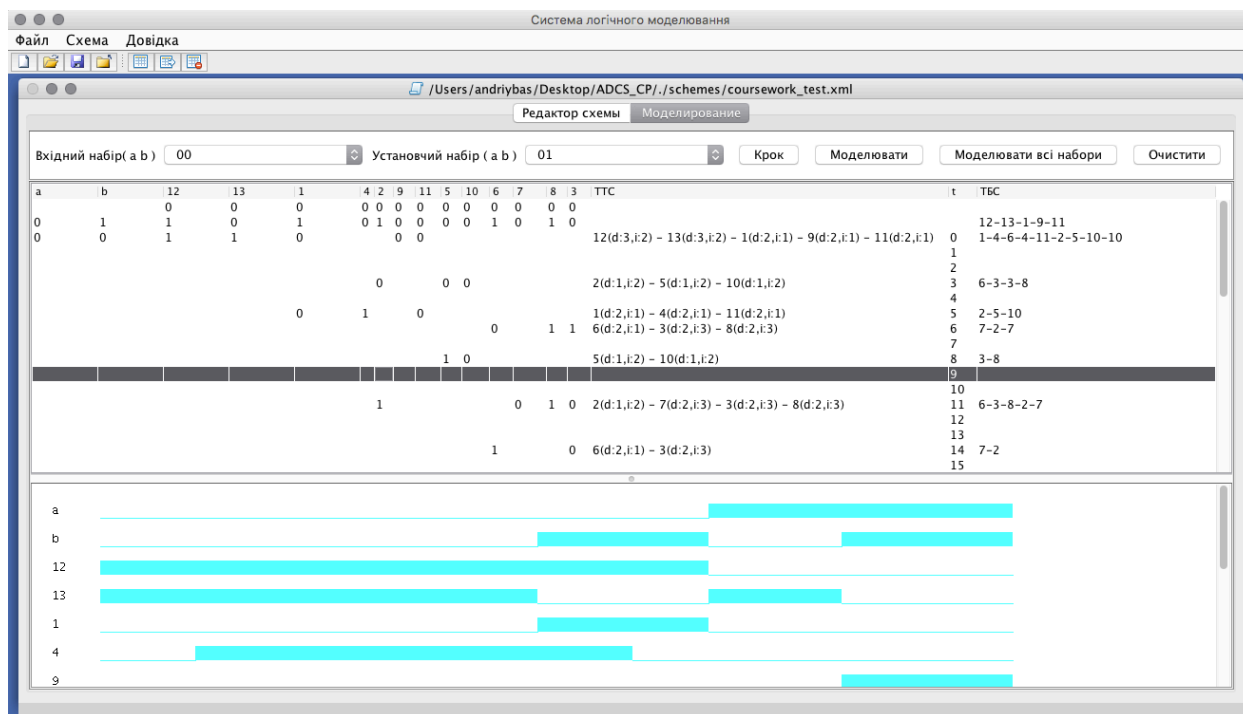 Система логічного моделювання
Файл Схема Довідка
/Users/andriybas/Desktop/ADCS_CP/./schemes/coursework_test.xml
Редактор схемы Моделирование
Вхідний набір( a b ) 00 Установчий набір ( a b ) 01 Крок Моделювати Моделювати всі набори Очистити
a b 12 13 1 4 2 9 11 5 10 6 7 8 3 ТТС t ТБС
0 0 0 0 0 0 0 0 0 0 0 0 0
0 1 1 0 1 0 1 0 0 0 0 1 0 1 0 12-13-1-9-11
0 0 1 1 0 0 0 12(d:3,i:2) - 13(d:3,i:2) - 1(d:2,i:1) - 9(d:2,i:1) - 11(d:2,i:1) 0 1-4-6-4-11-2-5-10-10
1
2
0 0 0 2(d:1,i:2) - 5(d:1,i:2) - 10(d:1,i:2) 3 6-3-3-8
4
0 1 0 1(d:2,i:1) - 4(d:2,i:1) - 11(d:2,i:1) 5 2-5-10
0 1 1 6(d:2,i:1) - 3(d:2,i:3) - 8(d:2,i:3) 6 7-2-7
7
1 0 5(d:1,i:2) - 10(d:1,i:2) 8 3-8
9
10
1 0 1 0 2(d:1,i:2) - 7(d:2,i:3) - 3(d:2,i:3) - 8(d:2,i:3) 11 6-3-8-2-7
12
13
1 0 6(d:2,i:1) - 3(d:2,i:3) 14 7-2
15
a
b
12
13
1
4
9